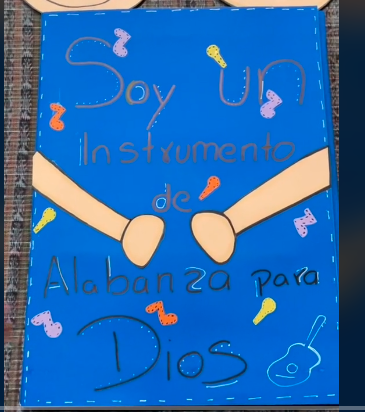 Soy un
Instrumento
de
Alabanza para
Dios